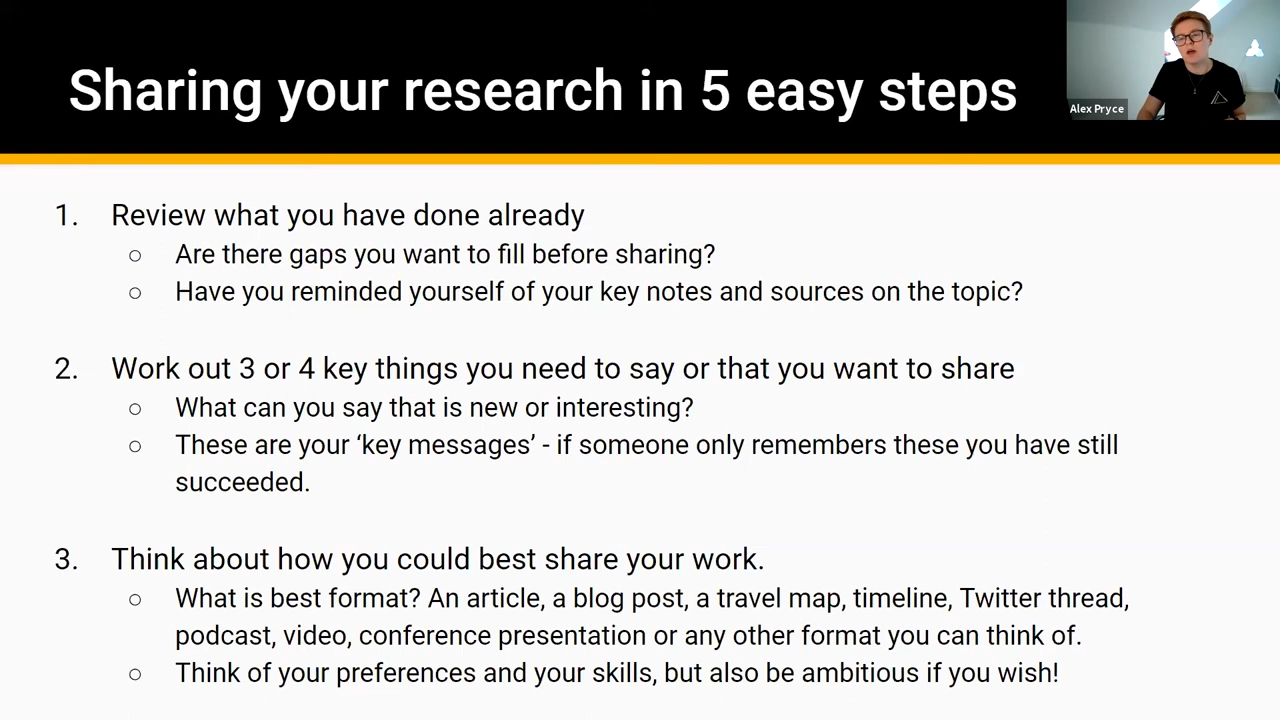 Sharing your research in 5 easy steps
Alex Pryce
1. Review what you have done already
○ Are there gaps you want to fill before sharing?
○ Have you reminded yourself of your key notes and sources on the topic?
2. Work out 3 or 4 key things you need to say or that you want to share
○ What can you say that is new or interesting?
○ These are your ‘key messages’ - if someone only remembers these you have still
succeeded.
3. Think about how you could best share your work.
○ What is best format? An article, a blog post, a travel map, timeline, Twitter thread,
podcast, video, conference presentation or any other format you can think of.
○ Think of your preferences and your skills, but also be ambitious if you wish!